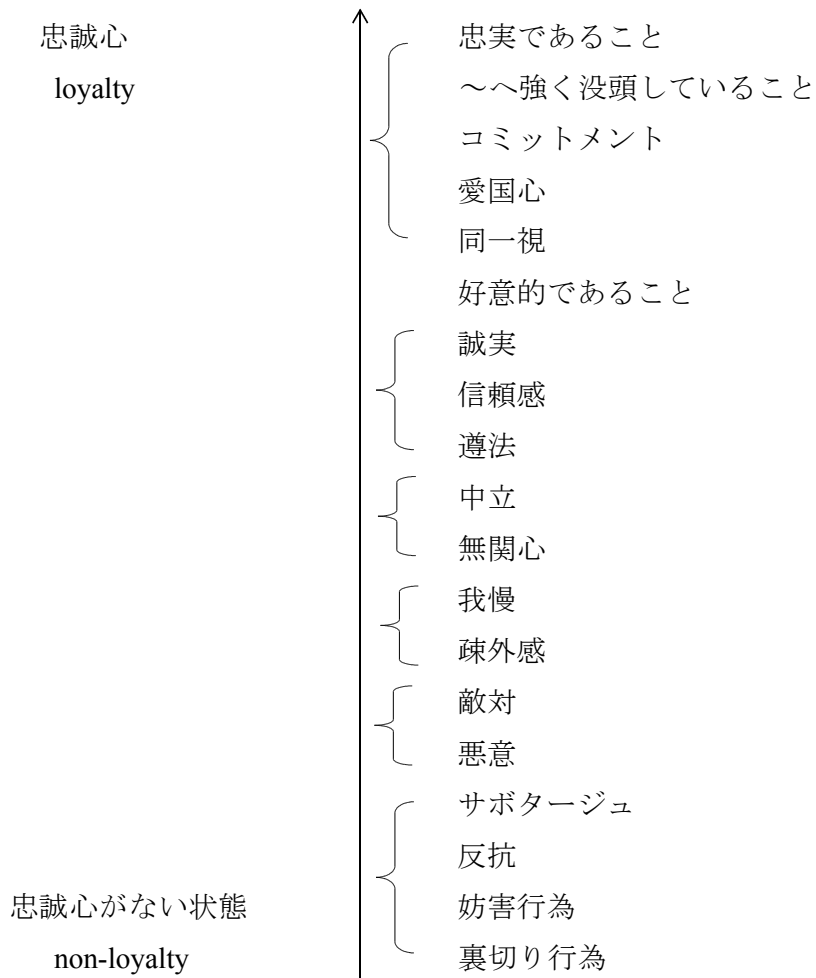 忠誠心
loyalty
忠実であること
～へ強く没頭していること
コミットメント
愛国心
同一視
好意的であること
誠実
信頼感
遵法
中立
無関心
我慢
疎外感
敵対
悪意
サボタージュ
反抗
妨害行為
裏切り行為
忠誠心がない状態
non-loyalty